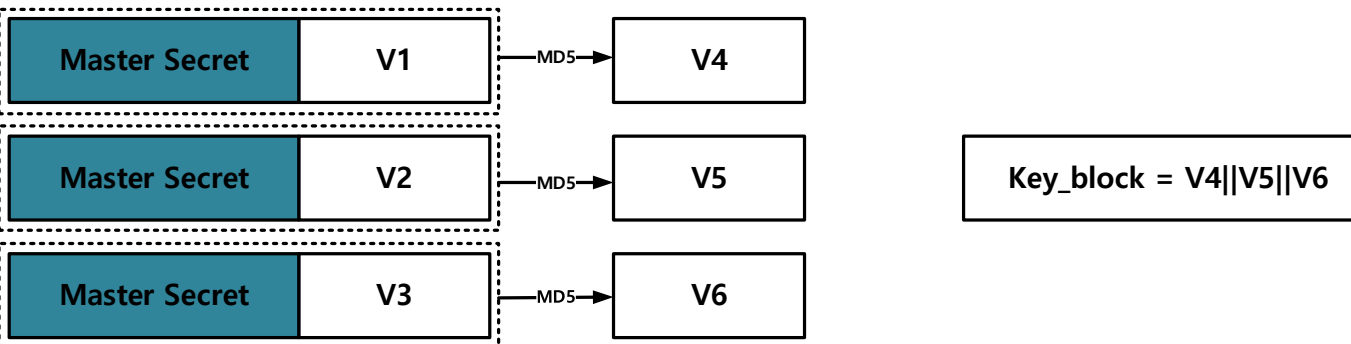 Master Secret V1 MD5 V4
Master Secret V2 MD5 V5 Key_block = V4||V5||V6
Master Secret V3 MD5 V6